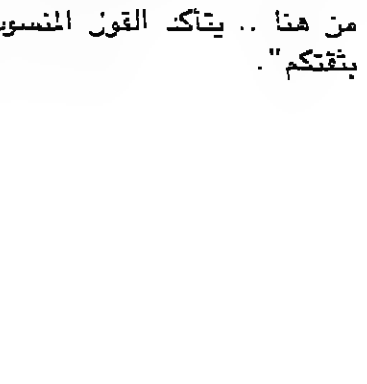 من هنا .. يتأكد القول المنسوب
بثقتكم".